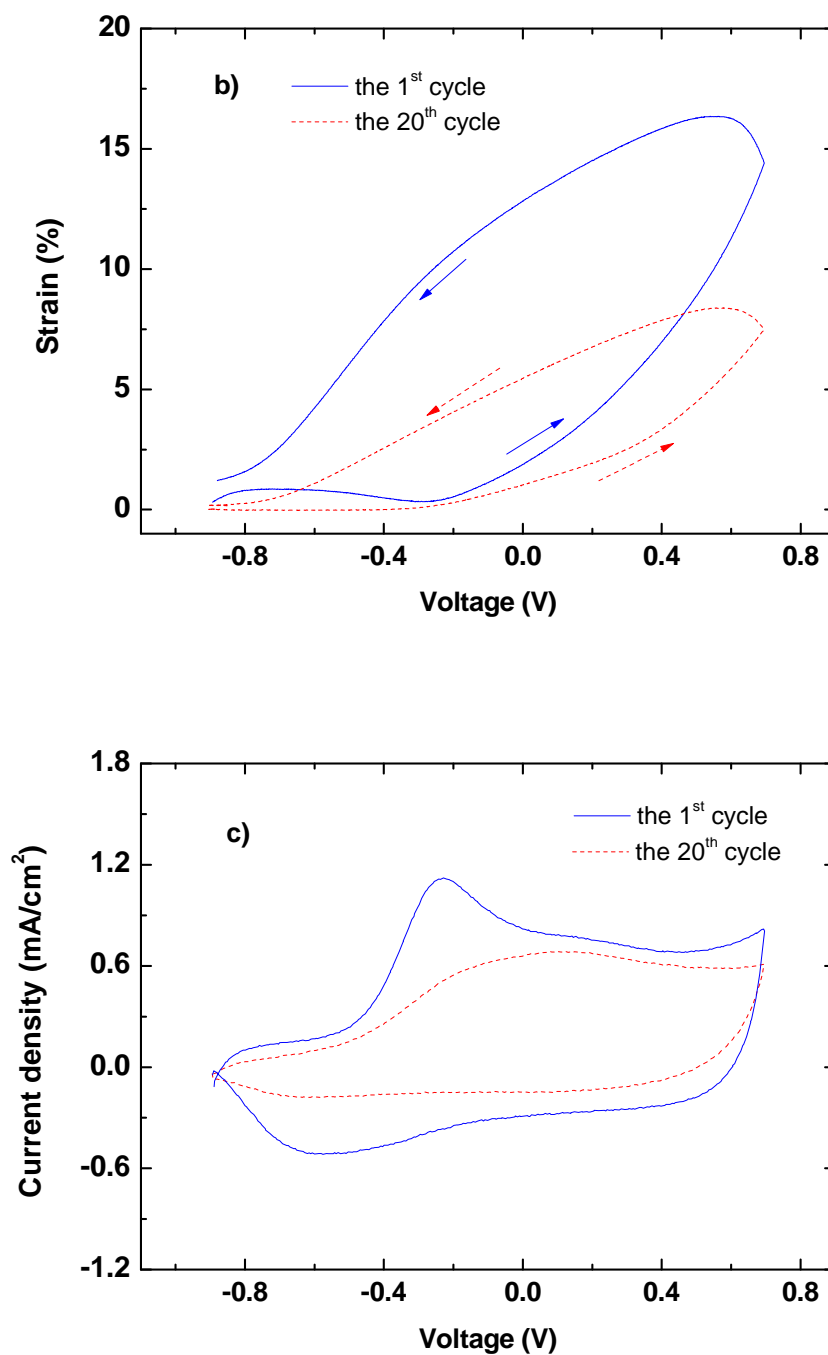 20
b)
the 1st cycle
the 20th cycle
15
10
5
0
Strain (%)
-0.8 -0.4 0.0 0.4 0.8
Voltage (V)
1.8
c)
the 1st cycle
the 20th cycle
1.2
0.6
0.0
-0.6
-1.2
Current density (mA/cm2)
-0.8 -0.4 0.0 0.4 0.8
Voltage (V)